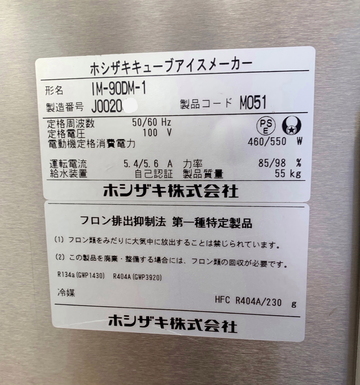 ホシザキキューブアイスメーカー
形名 IM-90DM-1
製造番号 J0020 製品コード M051
定格周波数 50/60 Hz
定格電圧 100 V
電動機定格消費電力 460/550 W
PS
E
運転電流 5.4/5.6 A 力率 85/98 %
給水装置 自己認証 製品質量 55 kg
ホシザキ株式会社
フロン排出抑制法 第一種特定製品
(1) フロン類をみだりに大気中に放出することは禁じられています。
(2) この製品を廃棄・整備する場合には、フロン類の回収が必要です。
R134a(GWP1430) R404A(GWP3920)
冷媒 HFC R404A/230 g
ホシザキ株式会社